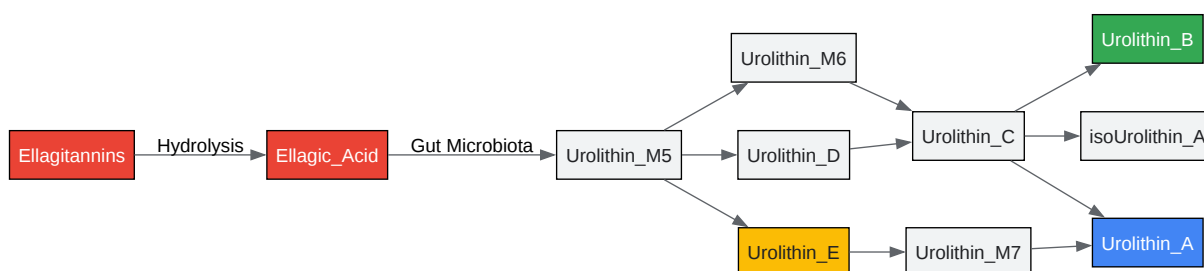 Ellagitannins
Hydrolysis
Ellagic_Acid
Gut Microbiota
Urolithin_M5
Urolithin_M6
Urolithin_D
Urolithin_E
Urolithin_C
Urolithin_M7
Urolithin_B
isoUrolithin_A
Urolithin_A